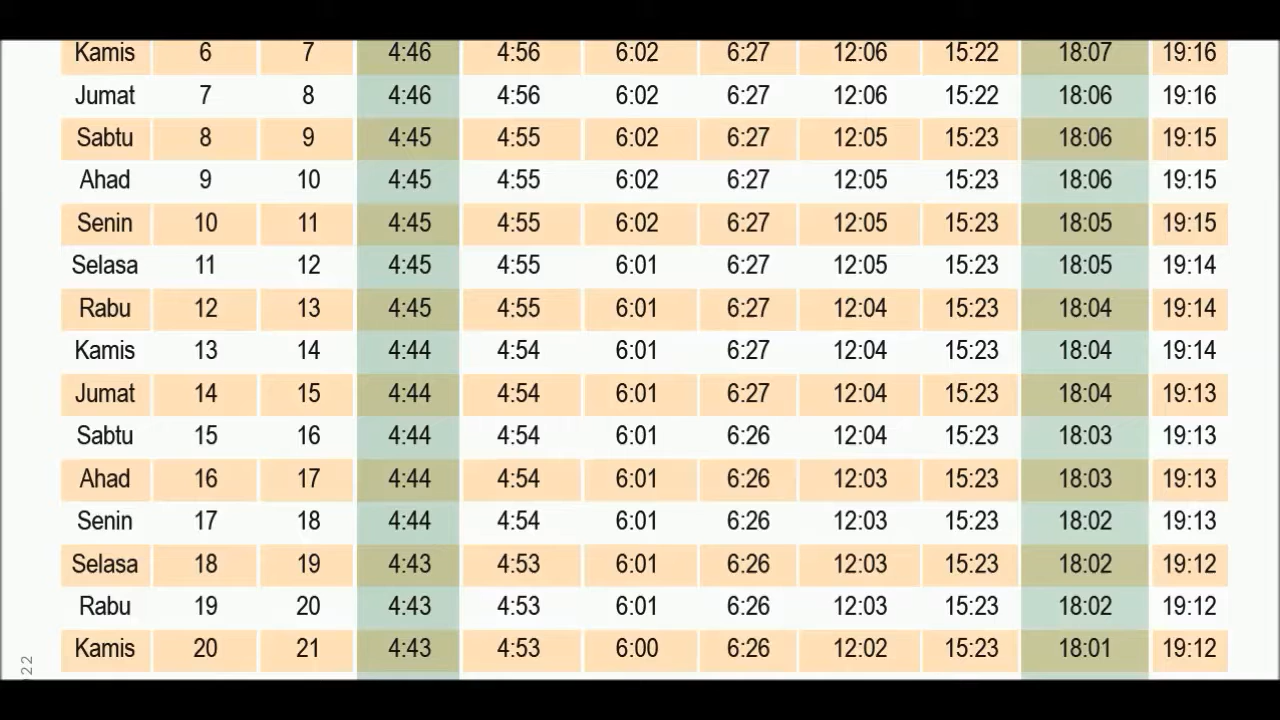 Kamis 6 7 4:46 4:56 6:02 6:27 12:06 15:22 18:07 19:16
Jumat 7 8 4:46 4:56 6:02 6:27 12:06 15:22 18:06 19:16
Sabtu 8 9 4:45 4:55 6:02 6:27 12:05 15:23 18:06 19:15
Ahad 9 10 4:45 4:55 6:02 6:27 12:05 15:23 18:06 19:15
Senin 10 11 4:45 4:55 6:02 6:27 12:05 15:23 18:05 19:15
Selasa 11 12 4:45 4:55 6:01 6:27 12:05 15:23 18:05 19:14
Rabu 12 13 4:45 4:55 6:01 6:27 12:04 15:23 18:04 19:14
Kamis 13 14 4:44 4:54 6:01 6:27 12:04 15:23 18:04 19:14
Jumat 14 15 4:44 4:54 6:01 6:27 12:04 15:23 18:04 19:13
Sabtu 15 16 4:44 4:54 6:01 6:26 12:04 15:23 18:03 19:13
Ahad 16 17 4:44 4:54 6:01 6:26 12:03 15:23 18:03 19:13
Senin 17 18 4:44 4:54 6:01 6:26 12:03 15:23 18:02 19:13
Selasa 18 19 4:43 4:53 6:01 6:26 12:03 15:23 18:02 19:12
Rabu 19 20 4:43 4:53 6:01 6:26 12:03 15:23 18:02 19:12
Kamis 20 21 4:43 4:53 6:00 6:26 12:02 15:23 18:01 19:12